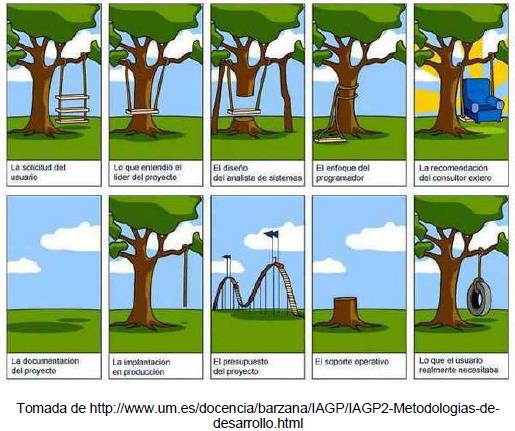 La solicitud del
usuario
Lo que entendió el
líder del proyecto
El diseño
del analista de sistemas
El enfoque del
programador
La recomendación
del consultor extero
La documentación
del proyecto
La implantación
en producción
El presupuesto
del proyecto
El soporte operativo
Lo que el usuario
realmente necesitaba
Tomada de http://www.um.es/docencia/barzana/IAGP/IAGP2-Metodologias-de-
desarrollo.html